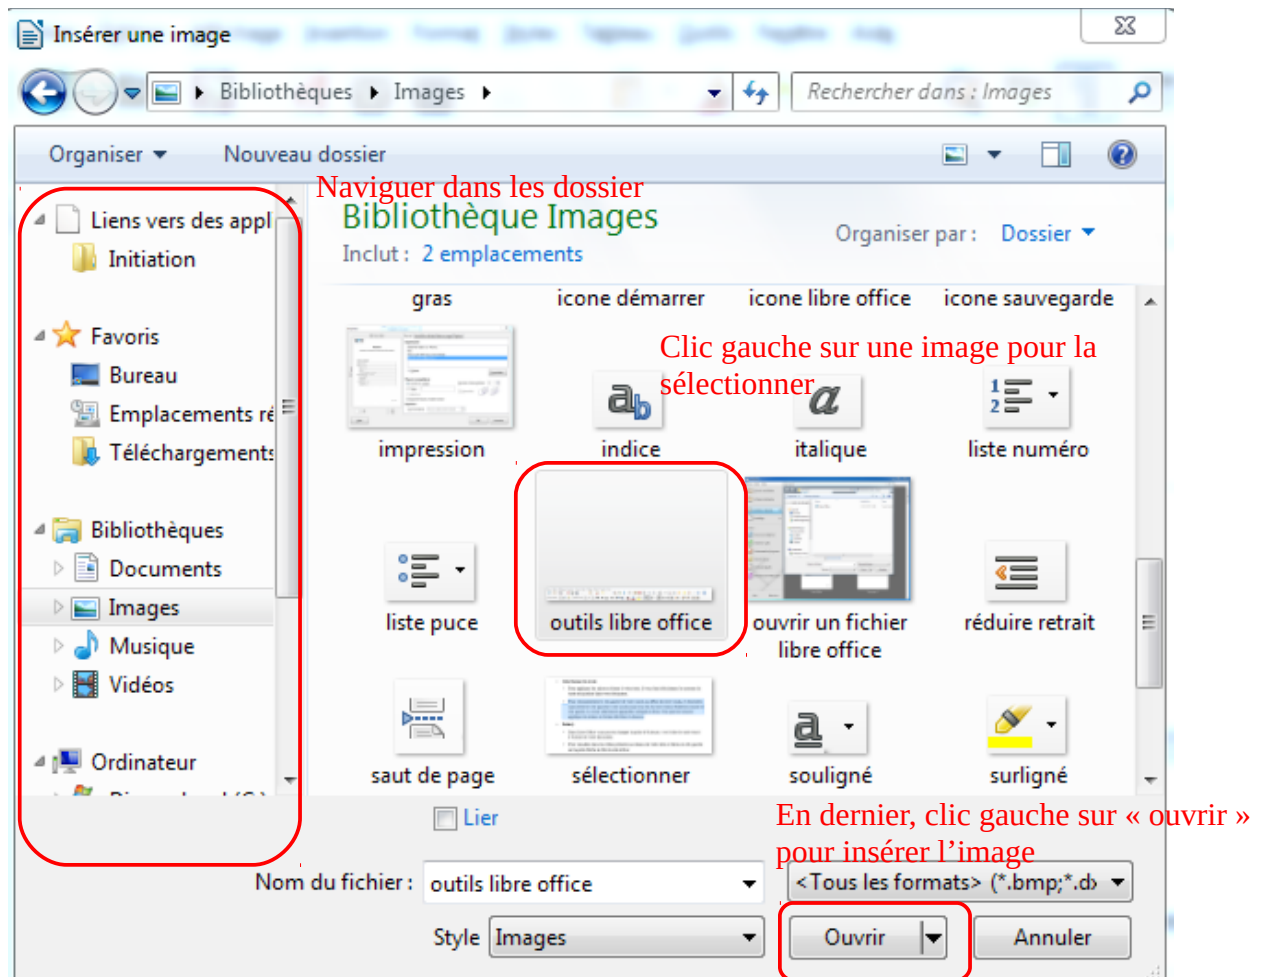 Insérer une image
Bibliothèques Images
Rechercher dans : Images
Organiser Nouveau dossier
Naviguer dans les dossier
Liens vers des appl
Initiation
Favoris
Bureau
Emplacements ré
Téléchargements
Bibliothèques
Documents
Images
Musique
Vidéos
Ordinateur
Bibliothèque Images
Inclut : 2 emplacements
Organiser par : Dossier
gras icone démarrer icone libre office icone sauvegarde
Clic gauche sur une image pour la
sélectionner
impression indice italique liste numéro
liste puce outils libre office ouvrir un fichier réduire retrait
libre office
saut de page sélectionner souligné surligné
Lier
En dernier, clic gauche sur « ouvrir »
pour insérer l’image
Nom du fichier : outils libre office <Tous les formats> (*.bmp;*.d
Style Images Ouvrir Annuler